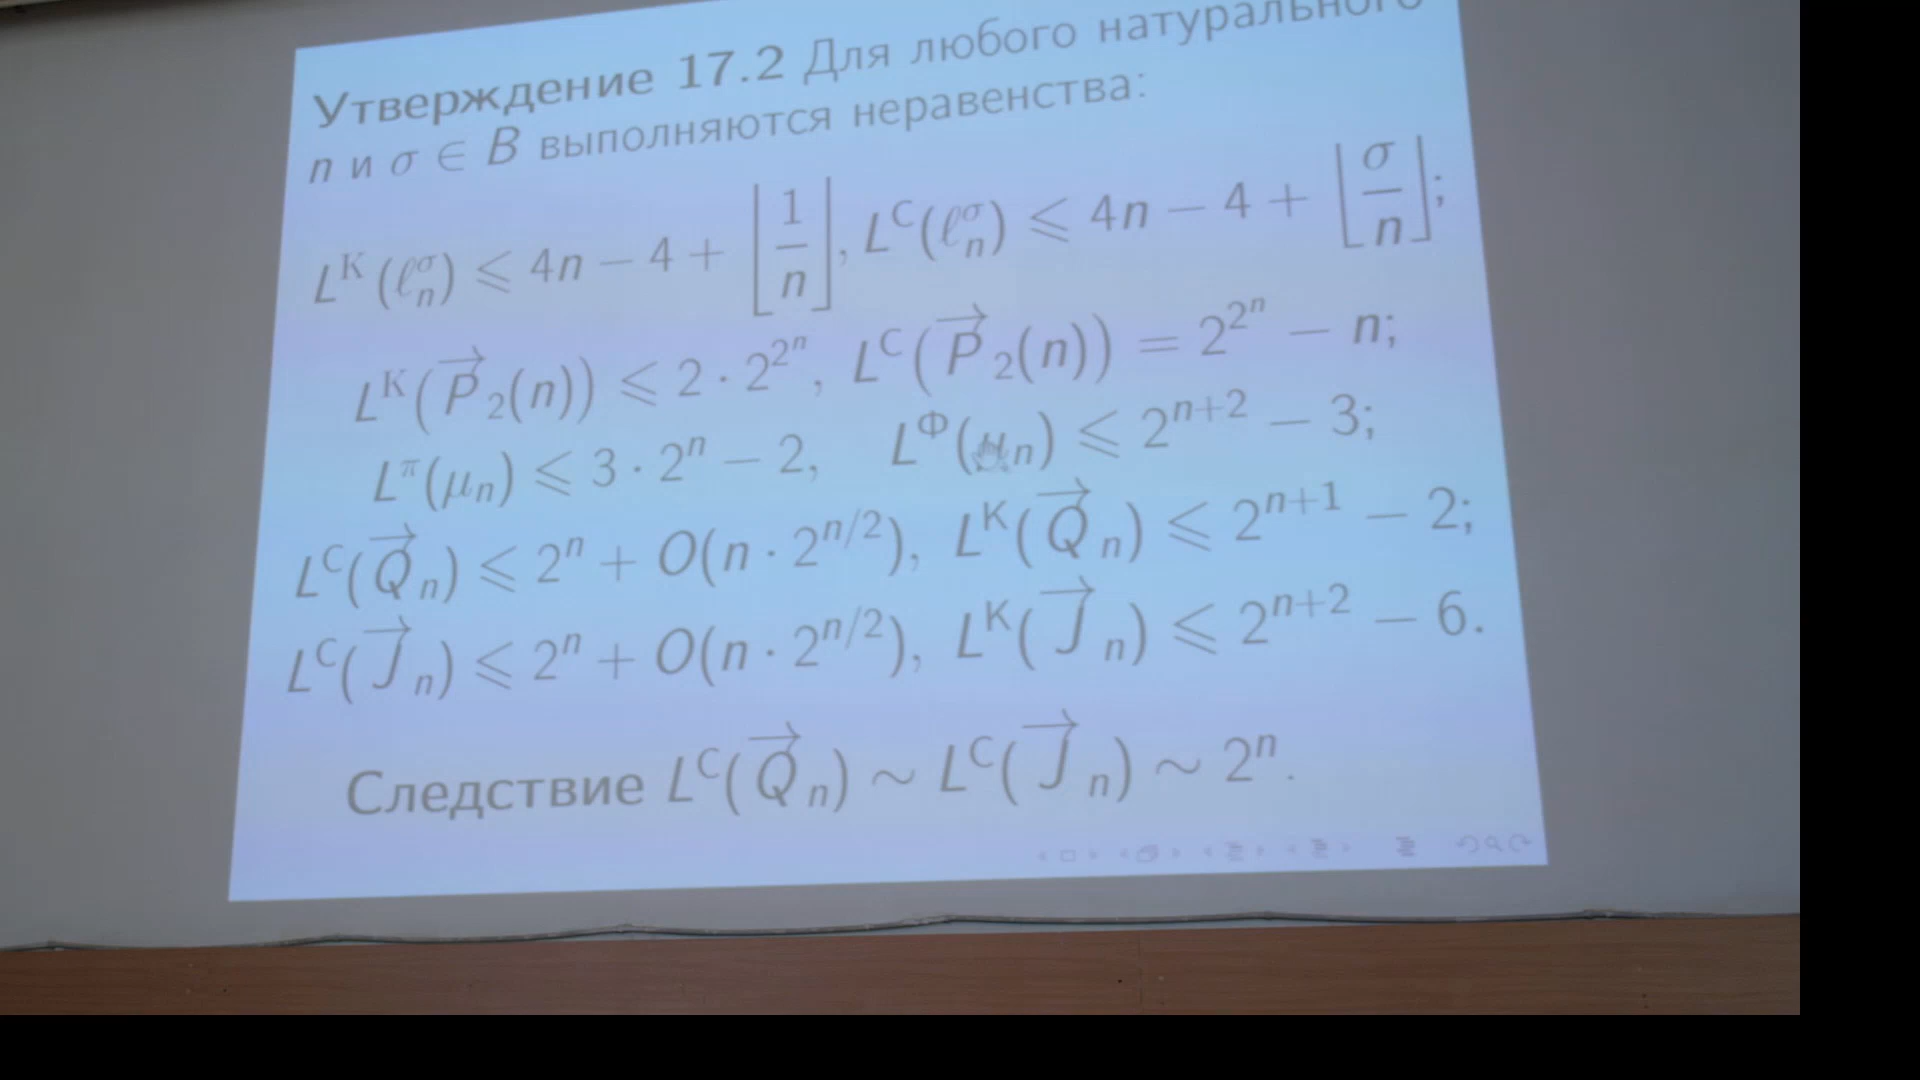 Утверждение 17.2 Для любого натурального
n и σ ∈ B выполняются неравенства:
L^К(ℓ_n^σ) ⩽ 4n − 4 + ⌊1/n⌋, L^С(ℓ_n^σ) ⩽ 4n − 4 + ⌊σ/n⌋;
L^К(P⃗_2(n)) ⩽ 2 · 2^{2^n}, L^С(P⃗_2(n)) = 2^{2^n} − n;
L^π(μ_n) ⩽ 3 · 2^n − 2, L^Ф(μ_n) ⩽ 2^{n+2} − 3;
L^С(Q⃗_n) ⩽ 2^n + O(n · 2^{n/2}), L^К(Q⃗_n) ⩽ 2^{n+1} − 2;
L^С(J⃗_n) ⩽ 2^n + O(n · 2^{n/2}), L^К(J⃗_n) ⩽ 2^{n+2} − 6.
Следствие L^С(Q⃗_n) ∼ L^С(J⃗_n) ∼ 2^n.